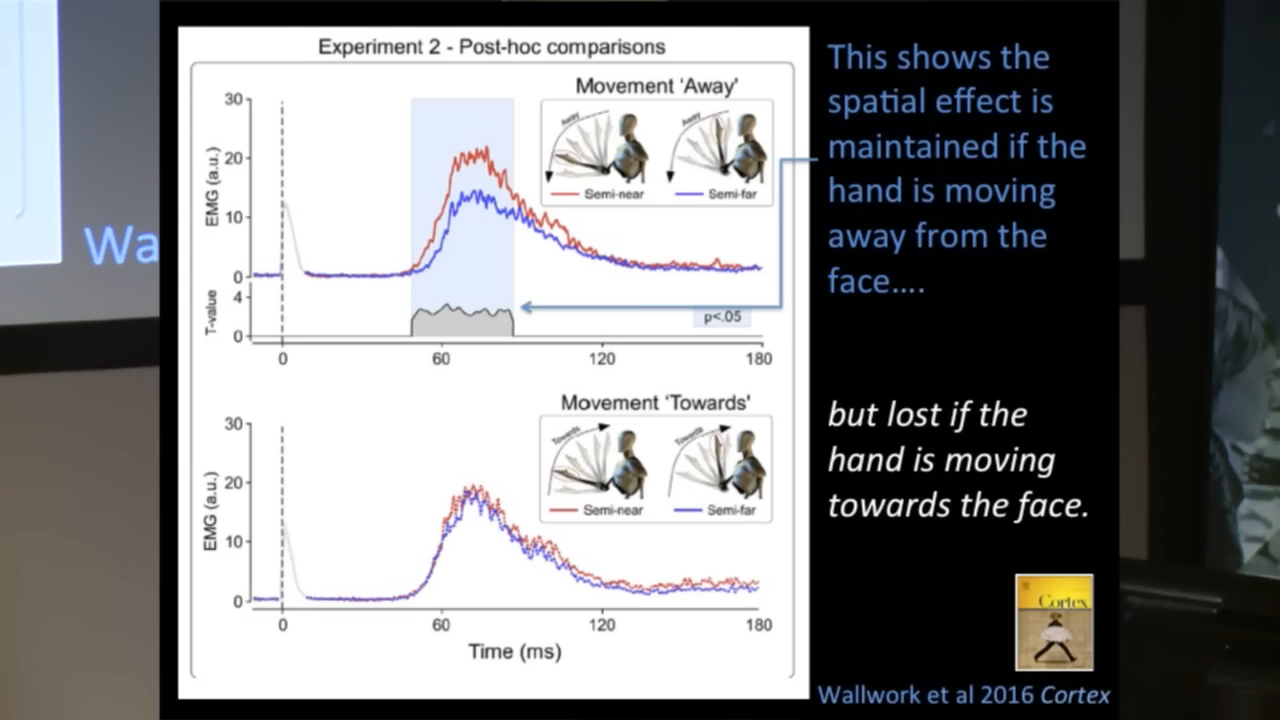 Wa
Experiment 2 - Post-hoc comparisons
Movement ‘Away’
30
20
10
0
EMG (a.u.)
Away
Away
Semi-near
Semi-far
4
0
T-value
p<.05
0
60
120
180
Movement ‘Towards’
30
20
10
0
EMG (a.u.)
Towards
Towards
Semi-near
Semi-far
0
60
120
180
Time (ms)
This shows the
spatial effect is
maintained if the
hand is moving
away from the
face....
but lost if the
hand is moving
towards the face.
Cortex
Wallwork et al 2016 Cortex